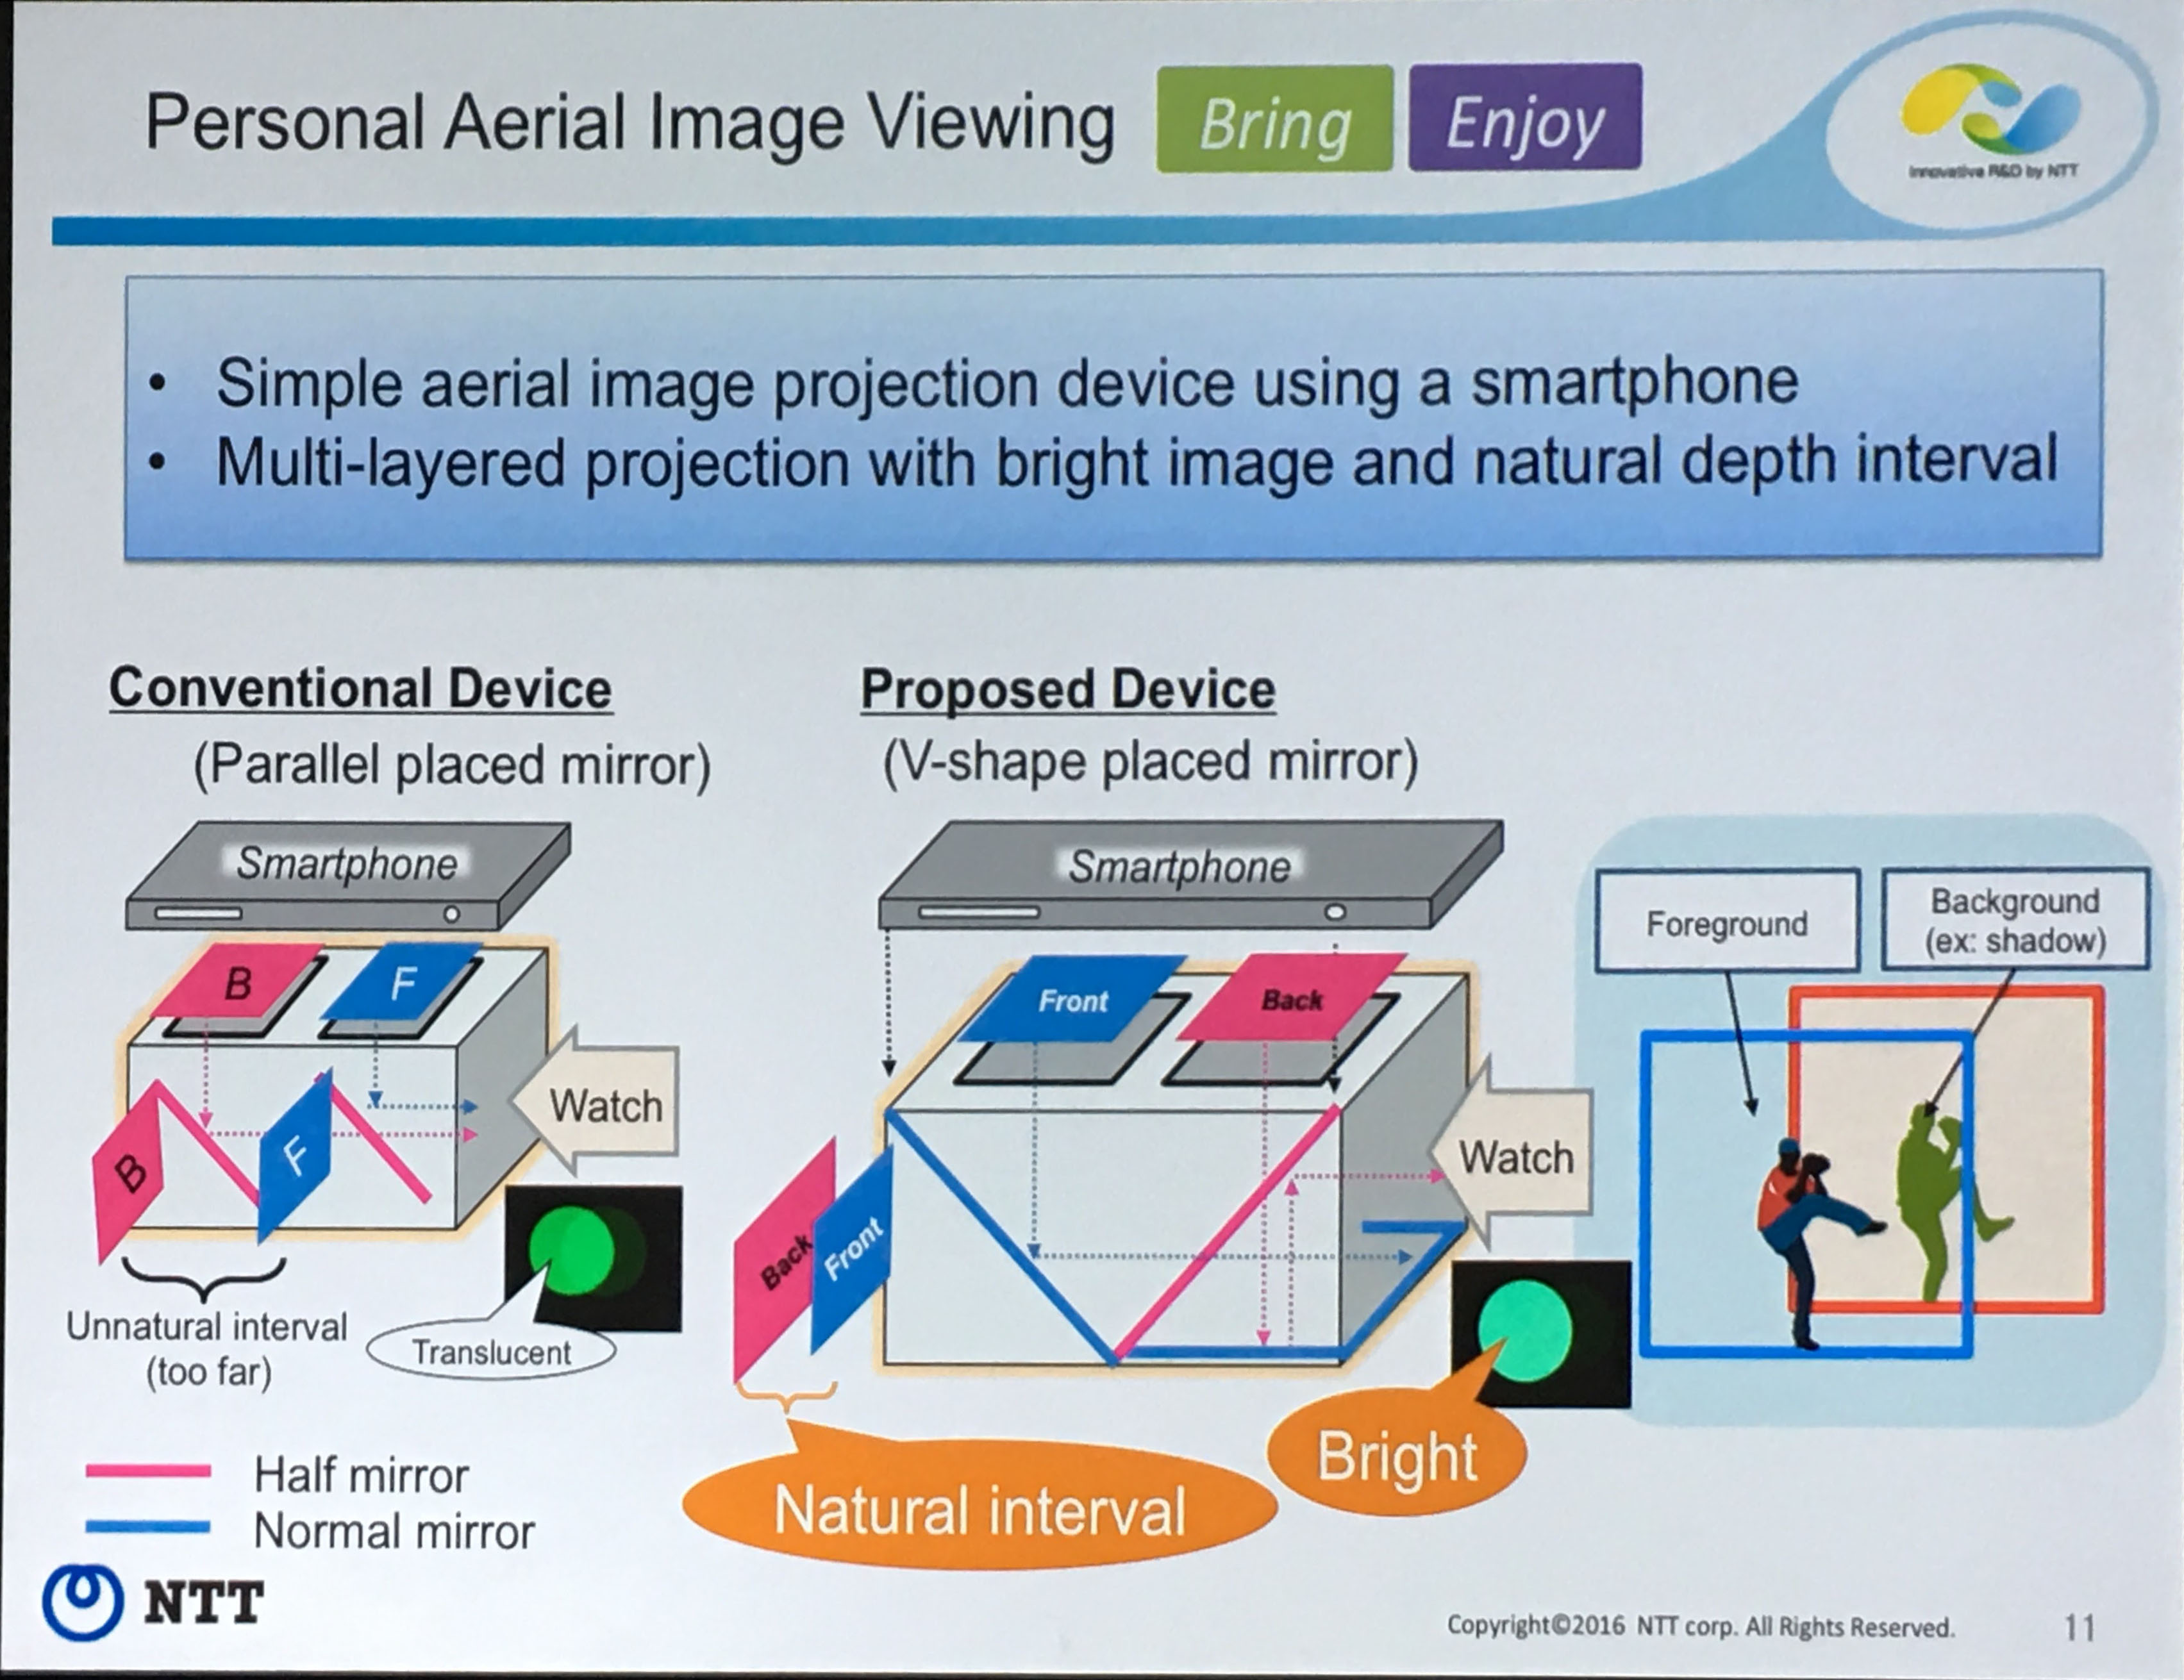 Personal Aerial Image Viewing
Bring
Enjoy
Innovative R&D by NTT
• Simple aerial image projection device using a smartphone
• Multi-layered projection with bright image and natural depth interval
Conventional Device
(Parallel placed mirror)
Smartphone
B
F
B
F
Watch
Unnatural interval
(too far)
Translucent
Half mirror
Normal mirror
Proposed Device
(V-shape placed mirror)
Smartphone
Front
Back
Back
Front
Watch
Natural interval
Bright
Foreground
Background
(ex: shadow)
NTT
Copyright©2016 NTT corp. All Rights Reserved.
11